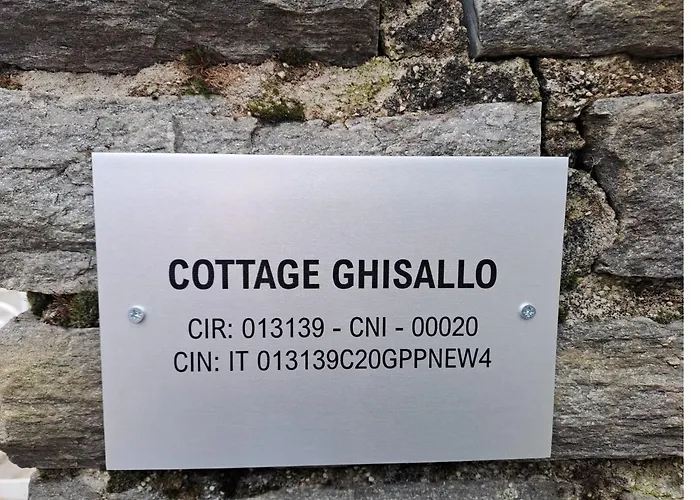 COTTAGE GHISALLO
CIR: 013139 - CNI - 00020
CIN: IT 013139C20GPPNEW4